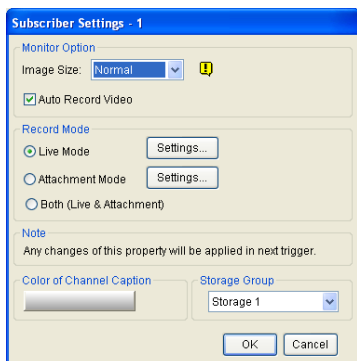 Subscriber Settings - 1
Monitor Option
Image Size: Normal
Auto Record Video
Record Mode
Live Mode Settings...
Attachment Mode Settings...
Both (Live & Attachment)
Note
Any changes of this property will be applied in next trigger.
Color of Channel Caption Storage Group
Storage 1
OK Cancel